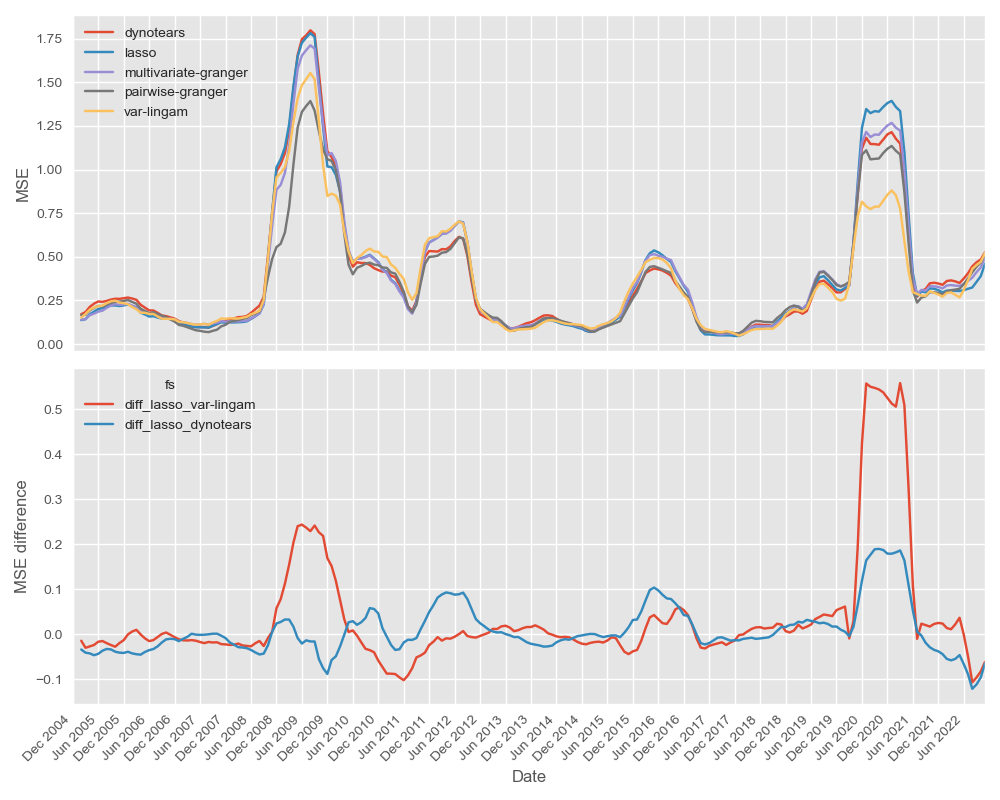 1.75
1.50
1.25
1.00
0.75
0.50
0.25
0.00
MSE
dynotears
lasso
multivariate-granger
pairwise-granger
var-lingam
0.5
0.4
0.3
0.2
0.1
0.0
−0.1
MSE difference
fs
diff_lasso_var-lingam
diff_lasso_dynotears
Dec 2004
Jun 2005
Dec 2005
Jun 2006
Dec 2006
Jun 2007
Dec 2007
Jun 2008
Dec 2008
Jun 2009
Dec 2009
Jun 2010
Dec 2010
Jun 2011
Dec 2011
Jun 2012
Dec 2012
Jun 2013
Dec 2013
Jun 2014
Dec 2014
Jun 2015
Dec 2015
Jun 2016
Dec 2016
Jun 2017
Dec 2017
Jun 2018
Dec 2018
Jun 2019
Dec 2019
Jun 2020
Dec 2020
Jun 2021
Dec 2021
Jun 2022
Date